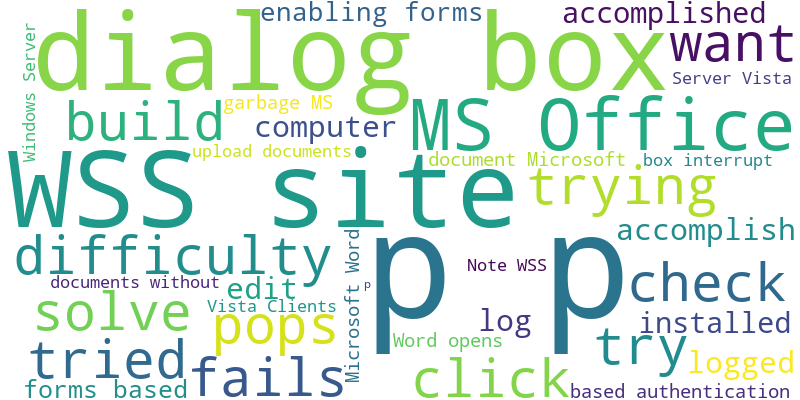 enabling forms
accomplished
dialog box
want
Windows Server
Server Vista
garbage MS
build
computer
MS Office
upload documents
document Microsoft
box interrupt
WSS site
trying
accomplish
difficulty
p p
Note WSS
check
documents without
edit
p
Microsoft Word
Vista Clients
solve
pops
log
installed
Word opens
try
tried
fails
logged
click
forms based
based authentication